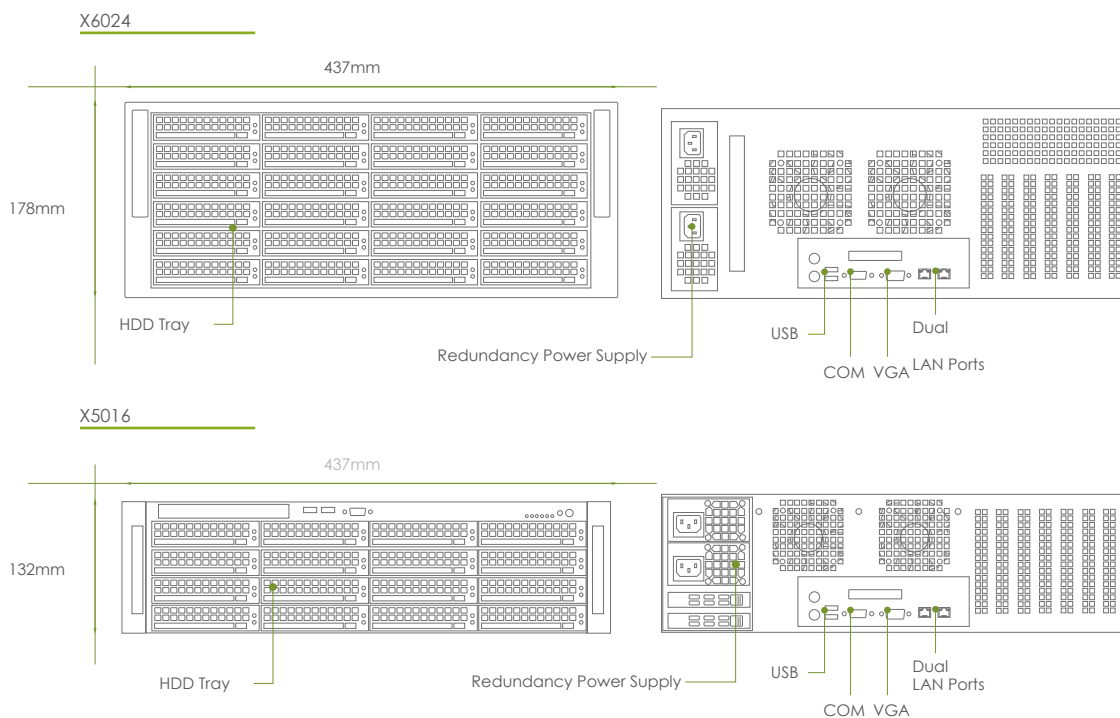 X6024
437mm
178mm
HDD Tray
Redundancy Power Supply
USB
Dual
LAN Ports
COM VGA
X5016
437mm
132mm
HDD Tray
Redundancy Power Supply
USB
Dual
LAN Ports
COM VGA